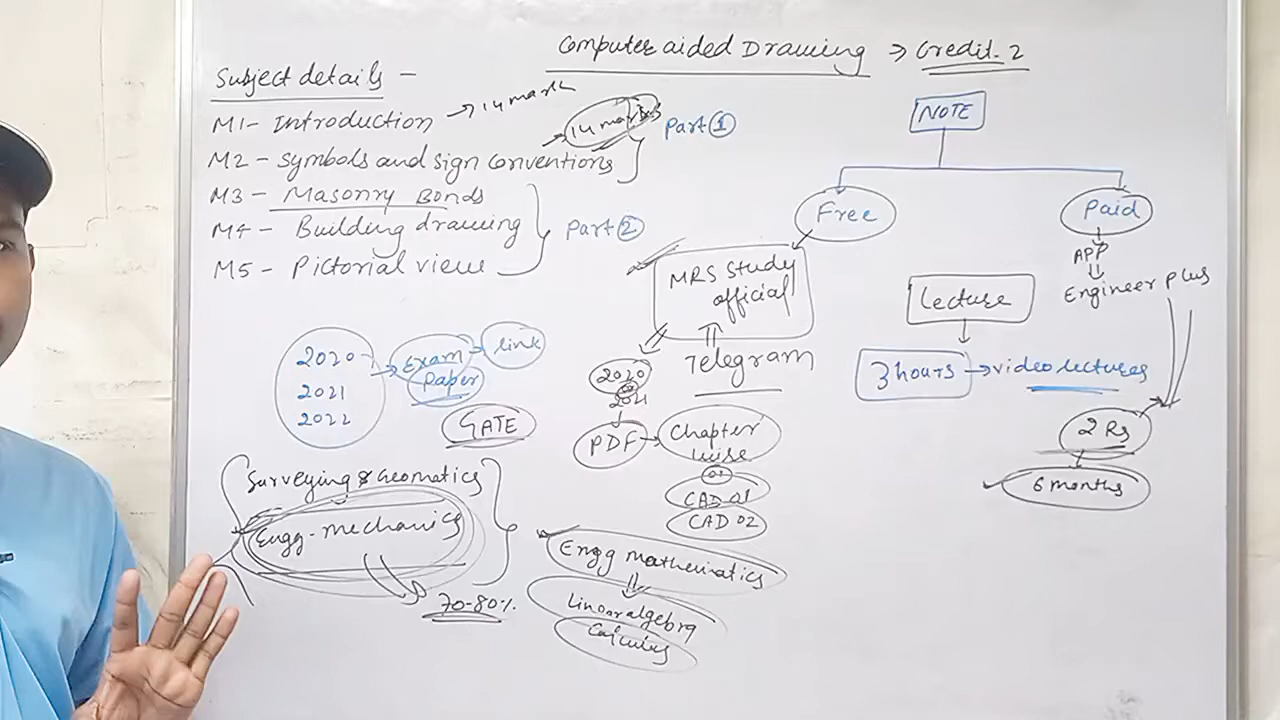 Computer aided Drawing → Credit-2
Subject details -
M1- Introduction → 14 mark
→ 14 marks
M2 - Symbols and sign conventions
Part ①
M3 - Masonry Bonds
M4 - Building drawing
M5 - Pictorial view
Part ②
NOTE
Free
Paid
MRS Study
official
Telegram
2020
2021
PDF → Chapter
wise
01
CAD 01
CAD 02
APP
Engineer Plus
Lecture
3 hours → video lectures
2 Rs
6 months
2020
2021
2022
Exam
Paper
link
GATE
Surveying & Geomatics
Engg. mechanics
70-80%
Engg mathematics
Linear algebra
Calculus